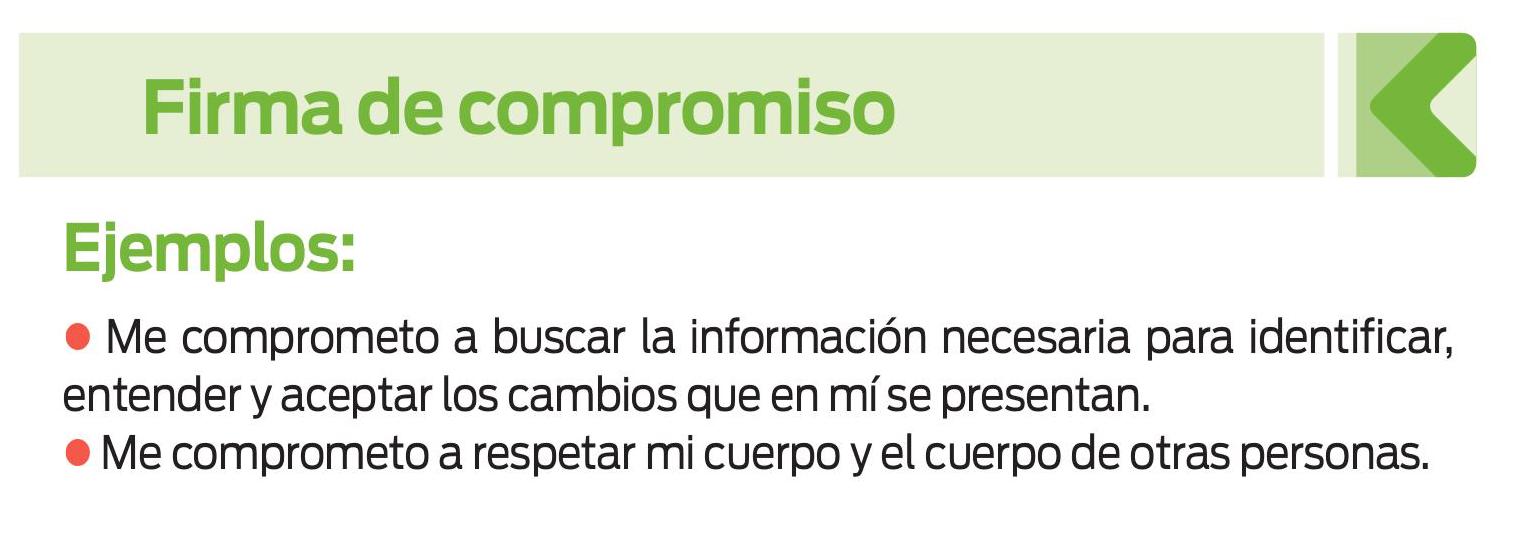 Firma de compromiso
Ejemplos:
● Me comprometo a buscar la información necesaria para identificar,
entender y aceptar los cambios que en mí se presentan.
● Me comprometo a respetar mi cuerpo y el cuerpo de otras personas.